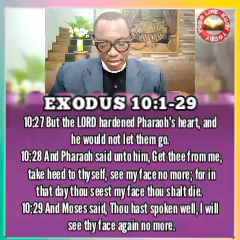 EXODUS 10:1-29
10:27 But the LORD hardened Pharaoh's heart, and
he would not let them go.
10:28 And Pharaoh said unto him, Get thee from me,
take heed to thyself, see my face no more; for in
that day thou seest my face thou shalt die.
10:29 And Moses said, Thou hast spoken well, I will
see thy face again no more.